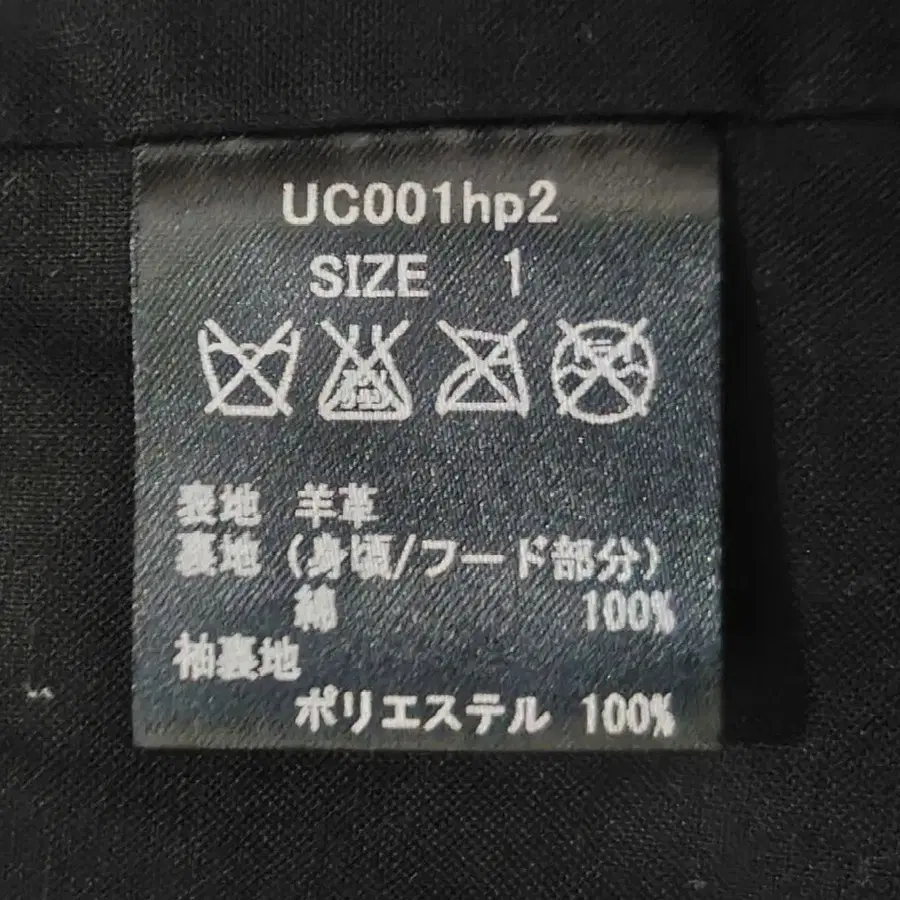 UC001hp2
SIZE 1
表地 羊革
裏地 (身頃/フード部分)
綿 100%
袖裏地
ポリエステル 100%